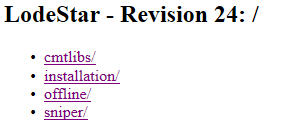 LodeStar - Revision 24: /
cmtlibs/
installation/
offline/
sniper/